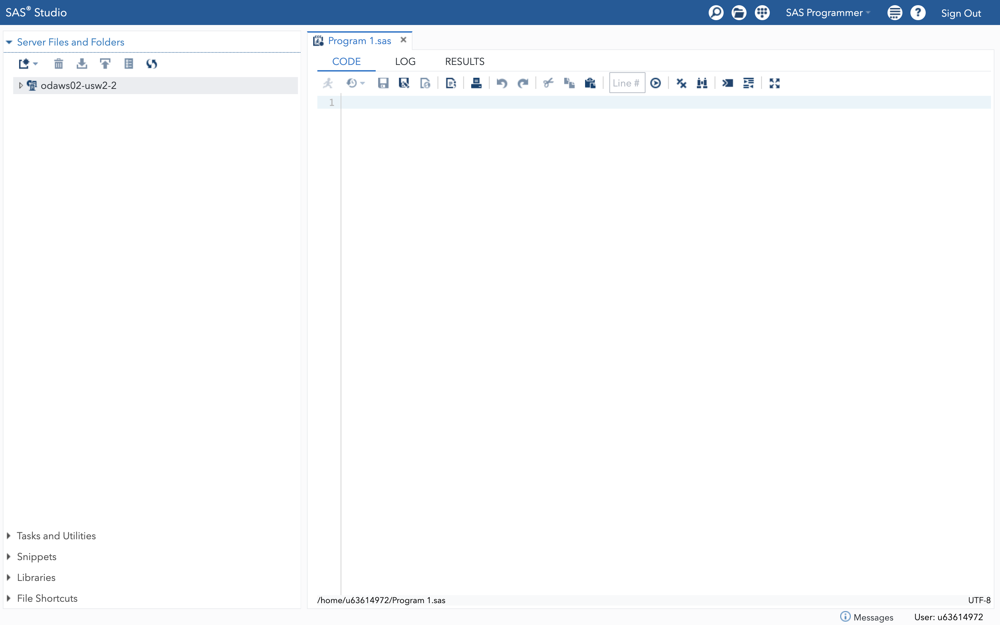 SAS® Studio
SAS Programmer
?
Sign Out
Server Files and Folders
odaws02-usw2-2
Tasks and Utilities
Snippets
Libraries
File Shortcuts
Program 1.sas
CODE LOG RESULTS
Line #
1
/home/u63614972/Program 1.sas
UTF-8
Messages
User: u63614972